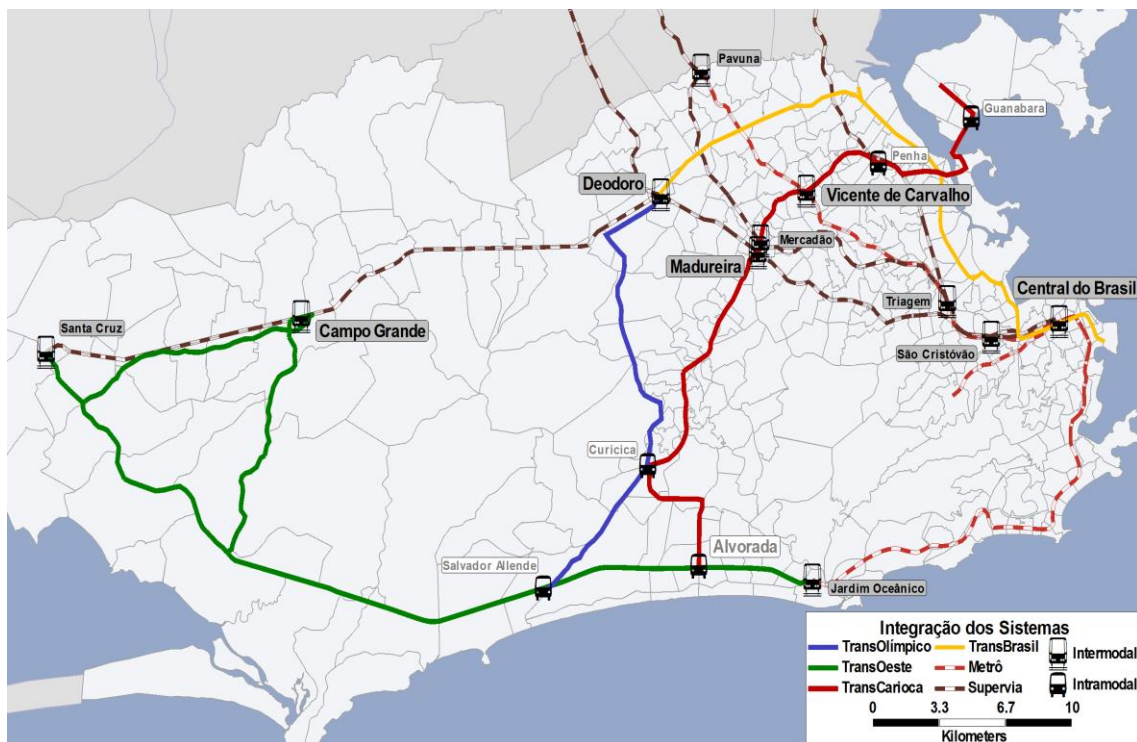 Pavuna
Guanabara
Penha
Deodoro
Vicente de Carvalho
Mercadão
Madureira
Triagem
Central do Brasil
Santa Cruz
Campo Grande
São Cristóvão
Curicica
Alvorada
Salvador Allende
Jardim Oceânico
Integração dos Sistemas
TransOlímpico TransBrasil Intermodal
TransOeste Metrô
TransCarioca Supervia Intramodal
0 3.3 6.7 10
Kilometers